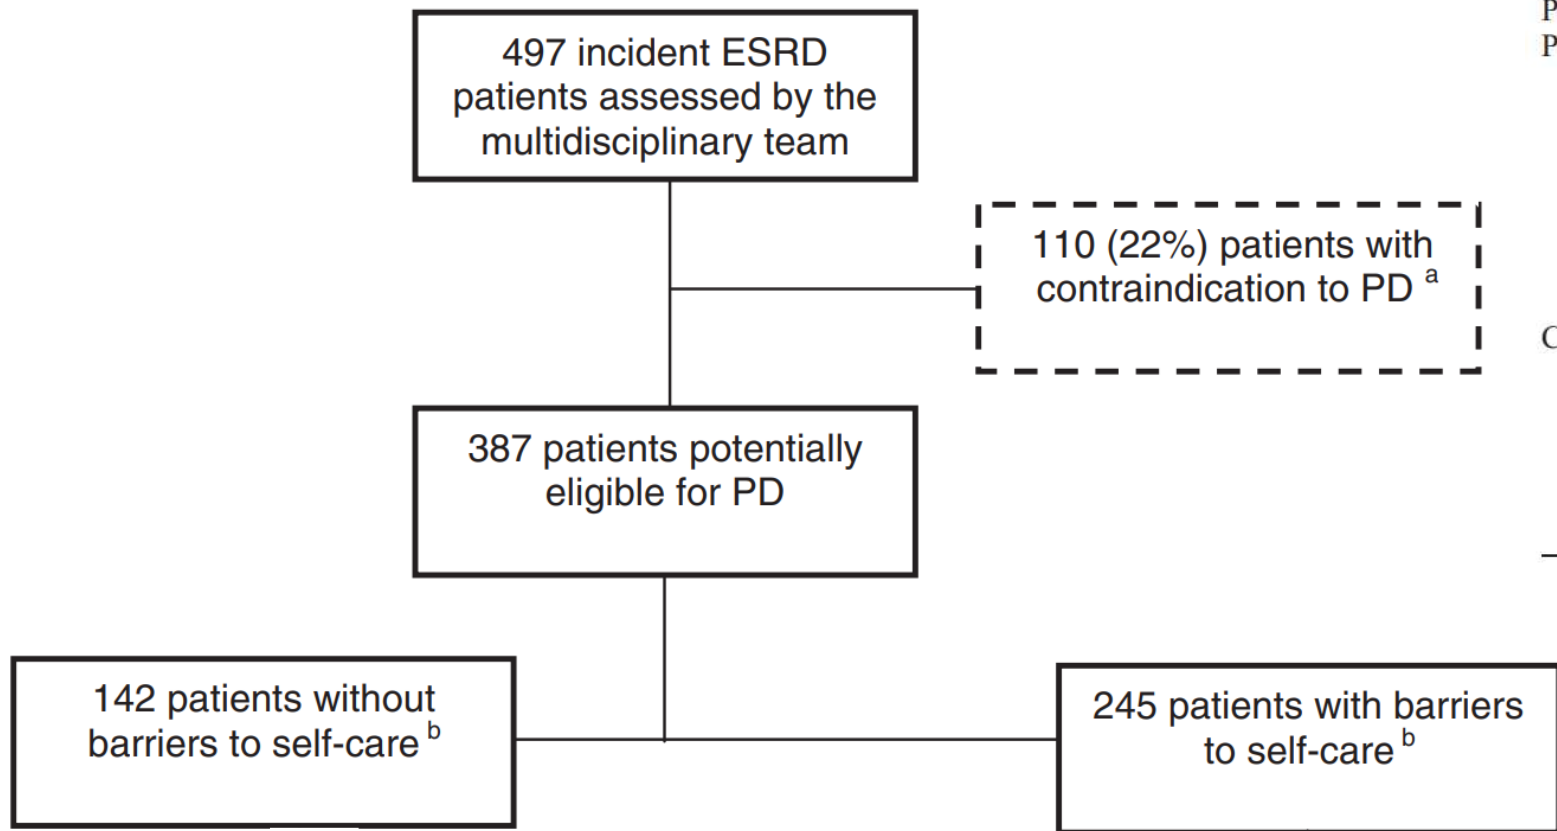 497 incident ESRD
patients assessed by the
multidisciplinary team
110 (22%) patients with
contraindication to PD a
387 patients potentially
eligible for PD
142 patients without
barriers to self-care b
245 patients with barriers
to self-care b